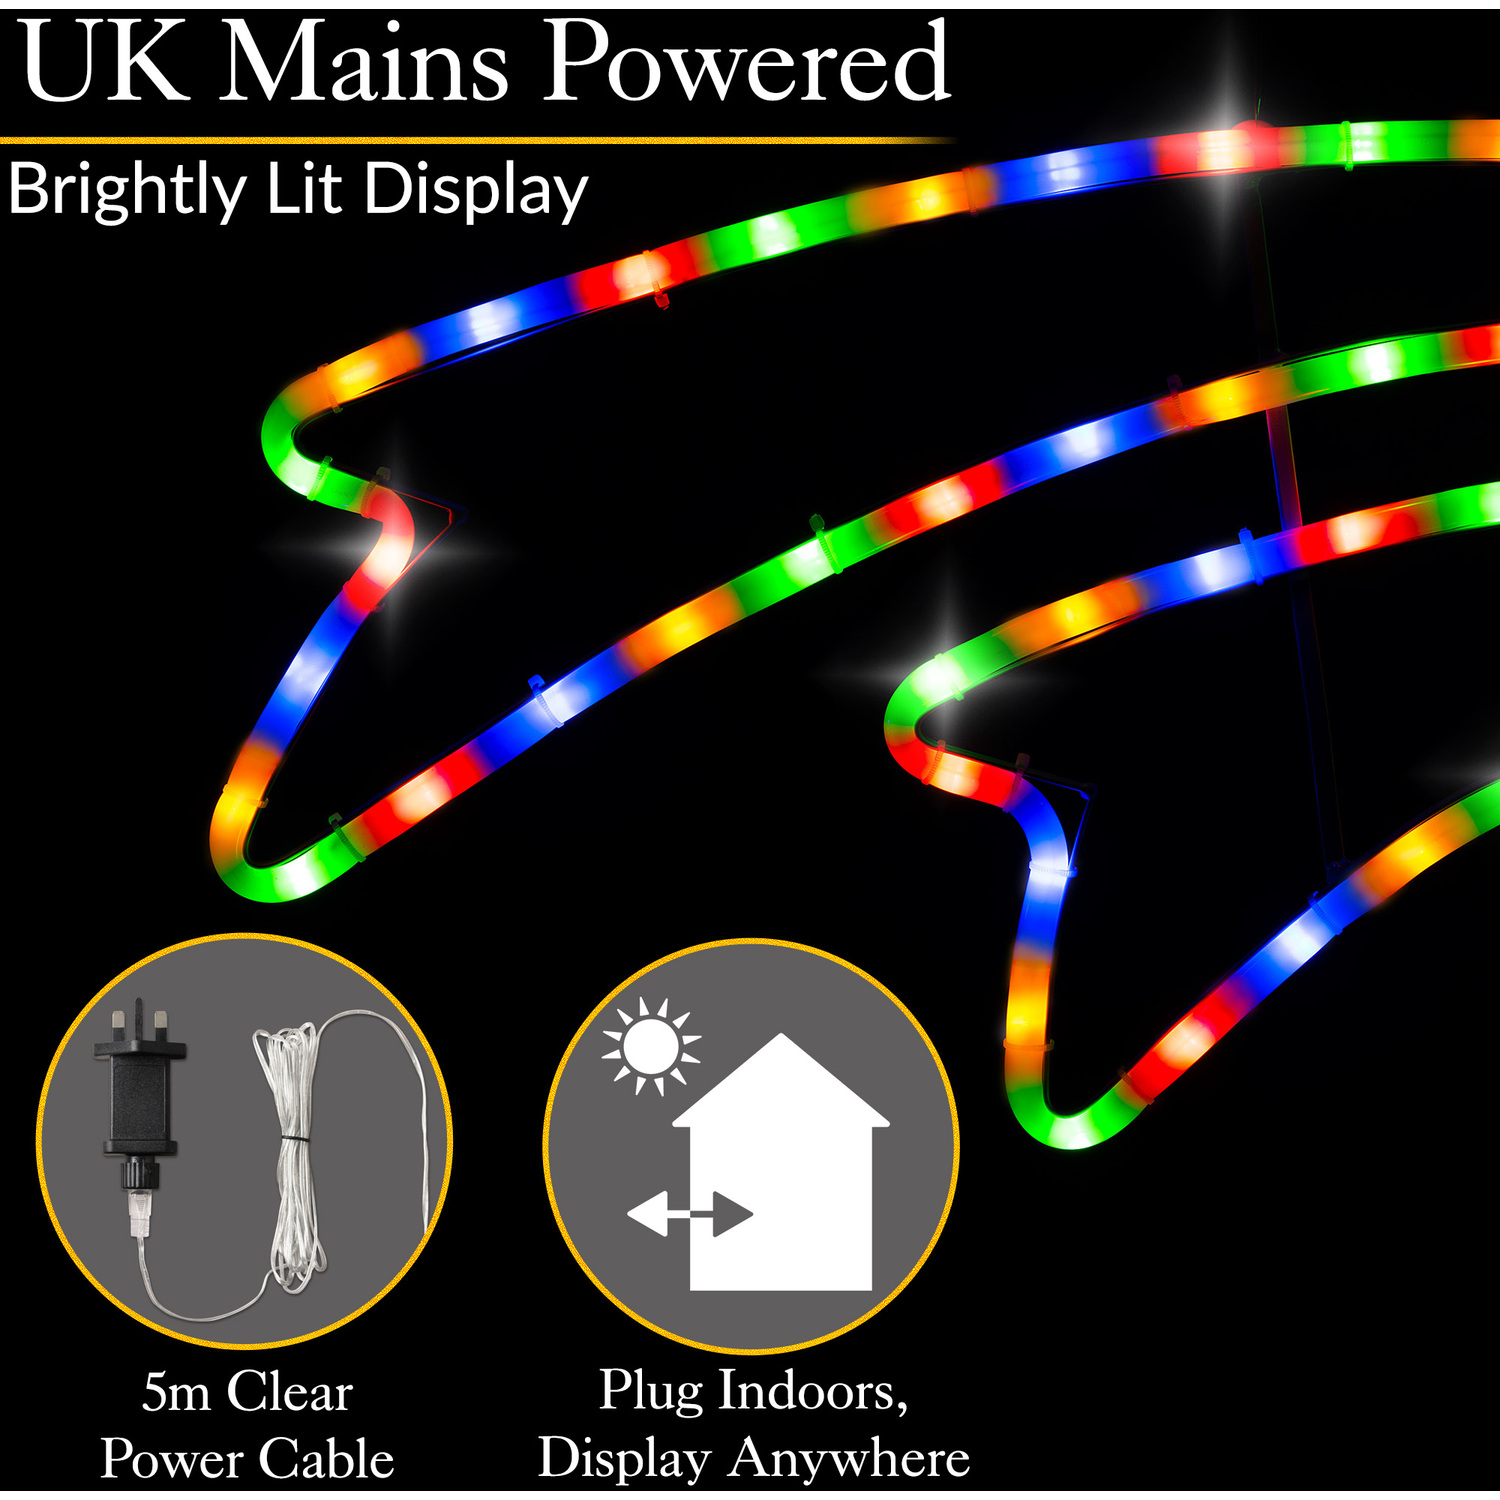 UK Mains Powered
Brightly Lit Display
5m Clear
Power Cable
Plug Indoors,
Display Anywhere